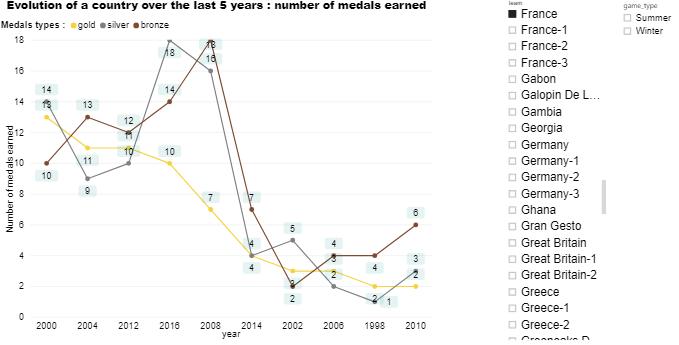 Evolution of a country over the last 5 years : number of medals earned
Medals types : gold silver bronze
Number of medals earned
18
16
14
12
10
8
6
4
2
0
14
13
10
13
11
9
12
11
10
18
14
10
18
16
7
7
4
4
5
3
2
4
3
2
4
2
1
6
3
2
2000 2004 2012 2016 2008 2014 2002 2006 1998 2010
year
team
France
France-1
France-2
France-3
Gabon
Galopin De L...
Gambia
Georgia
Germany
Germany-1
Germany-2
Germany-3
Ghana
Gran Gesto
Great Britain
Great Britain-1
Great Britain-2
Greece
Greece-1
Greece-2
game_type
Summer
Winter